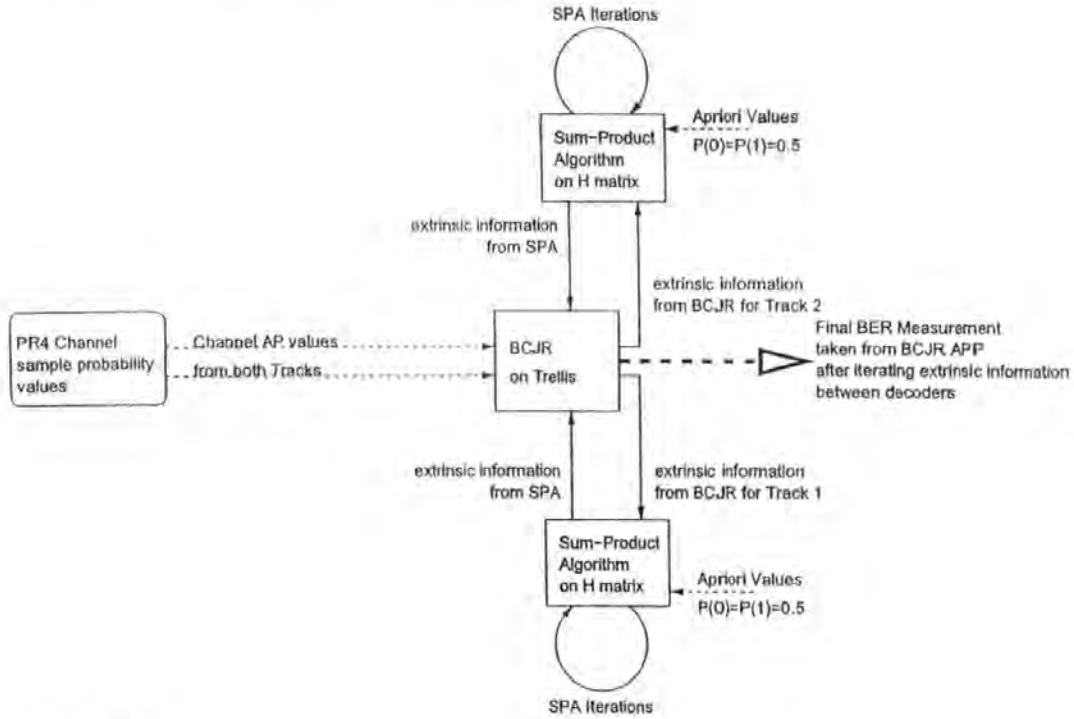 SPA Iterations
Sum-Product
Algorithm
on H matrix
Apriori Values
P(0)=P(1)=0.5
extrinsic information
from SPA
extrinsic information
from BCJR for Track 2
PR4 Channel
sample probability
values
Channel AP values
from both Tracks
BCJR
on Trellis
Final BER Measurement
taken from BCJR APP
after iterating extrinsic information
between decoders
extrinsic information
from SPA
extrinsic information
from BCJR for Track 1
Sum-Product
Algorithm
on H matrix
Apriori Values
P(0)=P(1)=0.5
SPA Iterations